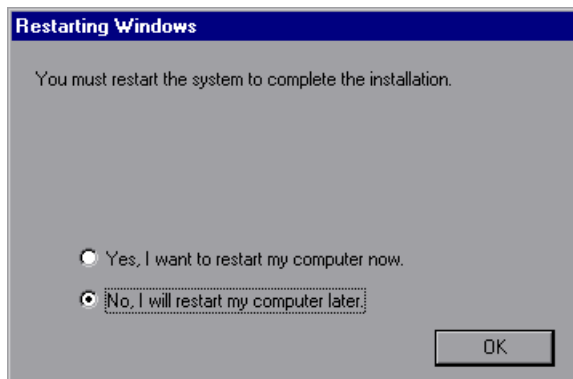 Restarting Windows
You must restart the system to complete the installation.
Yes, I want to restart my computer now.
No, I will restart my computer later.
OK